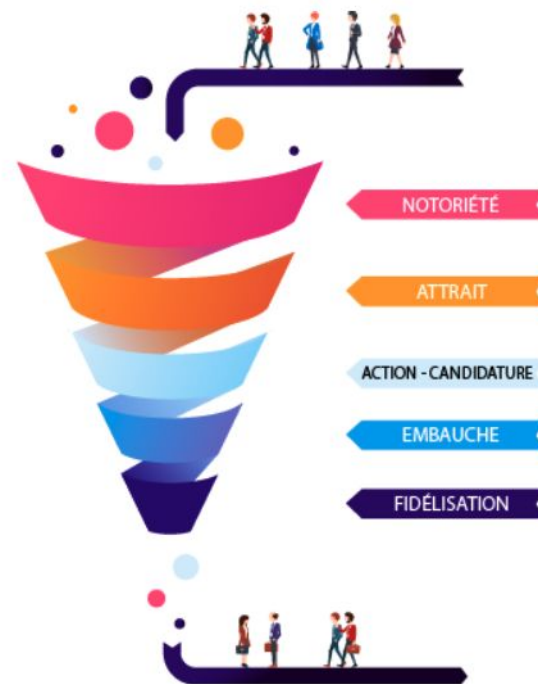 NOTORIÉTÉ
ATTRAIT
ACTION - CANDIDATURE
EMBAUCHE
FIDÉLISATION